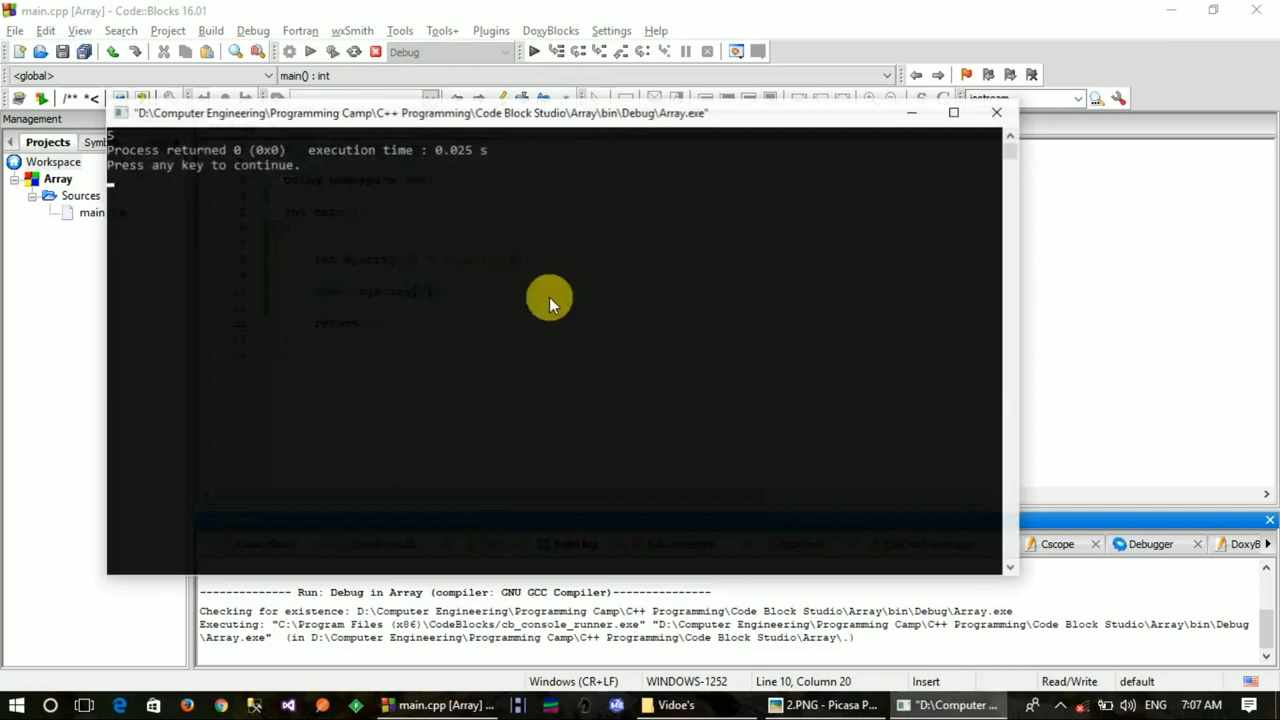 main.cpp [Array] - Code::Blocks 16.01
File Edit View Search Project Build Debug Fortran wxSmith Tools Tools+ Plugins DoxyBlocks Settings Help
Debug
<global> main() : int
/** *<
Management
"D:\Computer Engineering\Programming Camp\C++ Programming\Code Block Studio\Array\bin\Debug\Array.exe"
5
Projects
Process returned 0 (0x0) execution time : 0.025 s
Workspace
Press any key to continue.
Array
Sources
main
Cscope Debugger DoxyB
-------------- Run: Debug in Array (compiler: GNU GCC Compiler)---------------
Checking for existence: D:\Computer Engineering\Programming Camp\C++ Programming\Code Block Studio\Array\bin\Debug\Array.exe
Executing: "C:\Program Files (x86)\CodeBlocks/cb_console_runner.exe" "D:\Computer Engineering\Programming Camp\C++ Programming\Code Block Studio\Array\bin\Debug
\Array.exe" (in D:\Computer Engineering\Programming Camp\C++ Programming\Code Block Studio\Array\.)
Windows (CR+LF) WINDOWS-1252 Line 10, Column 20 Insert Read/Write default
main.cpp [Array] ... Vidoe's 2.PNG - Picasa P... "D:\Computer ... ENG 7:07 AM